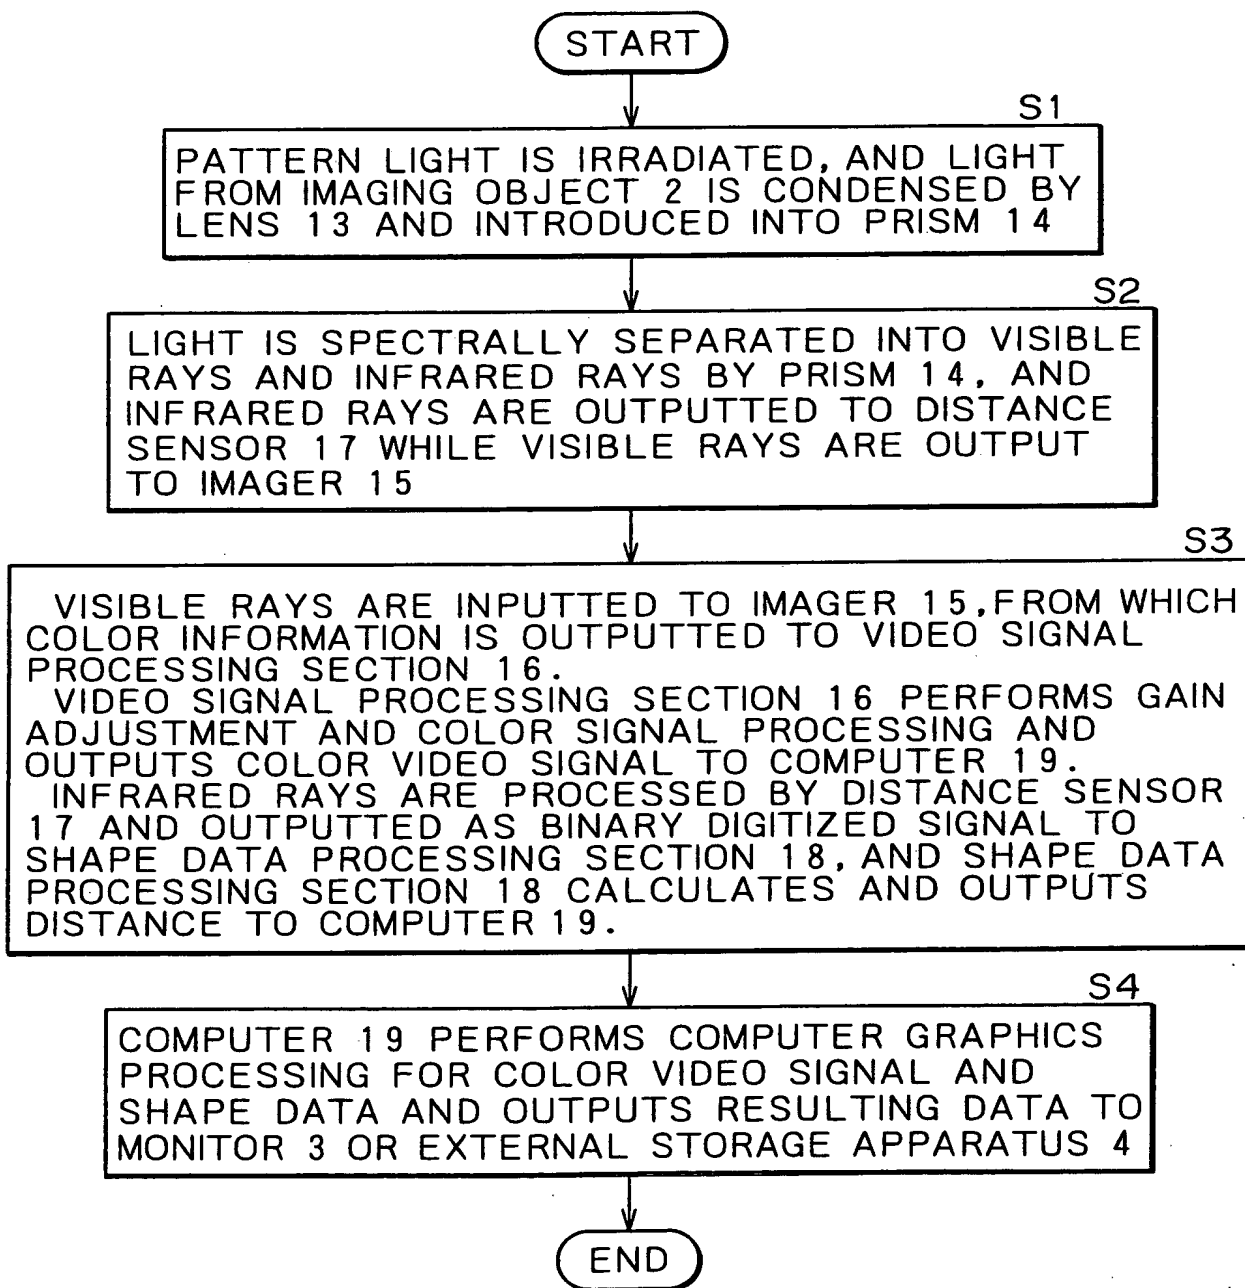 START
S1
PATTERN LIGHT IS IRRADIATED, AND LIGHT
FROM IMAGING OBJECT 2 IS CONDENSED BY
LENS 13 AND INTRODUCED INTO PRISM 14
S2
LIGHT IS SPECTRALLY SEPARATED INTO VISIBLE
RAYS AND INFRARED RAYS BY PRISM 14, AND
INFRARED RAYS ARE OUTPUTTED TO DISTANCE
SENSOR 17 WHILE VISIBLE RAYS ARE OUTPUT
TO IMAGER 15
S3
VISIBLE RAYS ARE INPUTTED TO IMAGER 15, FROM WHICH
COLOR INFORMATION IS OUTPUTTED TO VIDEO SIGNAL
PROCESSING SECTION 16.
VIDEO SIGNAL PROCESSING SECTION 16 PERFORMS GAIN
ADJUSTMENT AND COLOR SIGNAL PROCESSING AND
OUTPUTS COLOR VIDEO SIGNAL TO COMPUTER 19.
INFRARED RAYS ARE PROCESSED BY DISTANCE SENSOR
17 AND OUTPUTTED AS BINARY DIGITIZED SIGNAL TO
SHAPE DATA PROCESSING SECTION 18, AND SHAPE DATA
PROCESSING SECTION 18 CALCULATES AND OUTPUTS
DISTANCE TO COMPUTER 19.
S4
COMPUTER 19 PERFORMS COMPUTER GRAPHICS
PROCESSING FOR COLOR VIDEO SIGNAL AND
SHAPE DATA AND OUTPUTS RESULTING DATA TO
MONITOR 3 OR EXTERNAL STORAGE APPARATUS 4
END